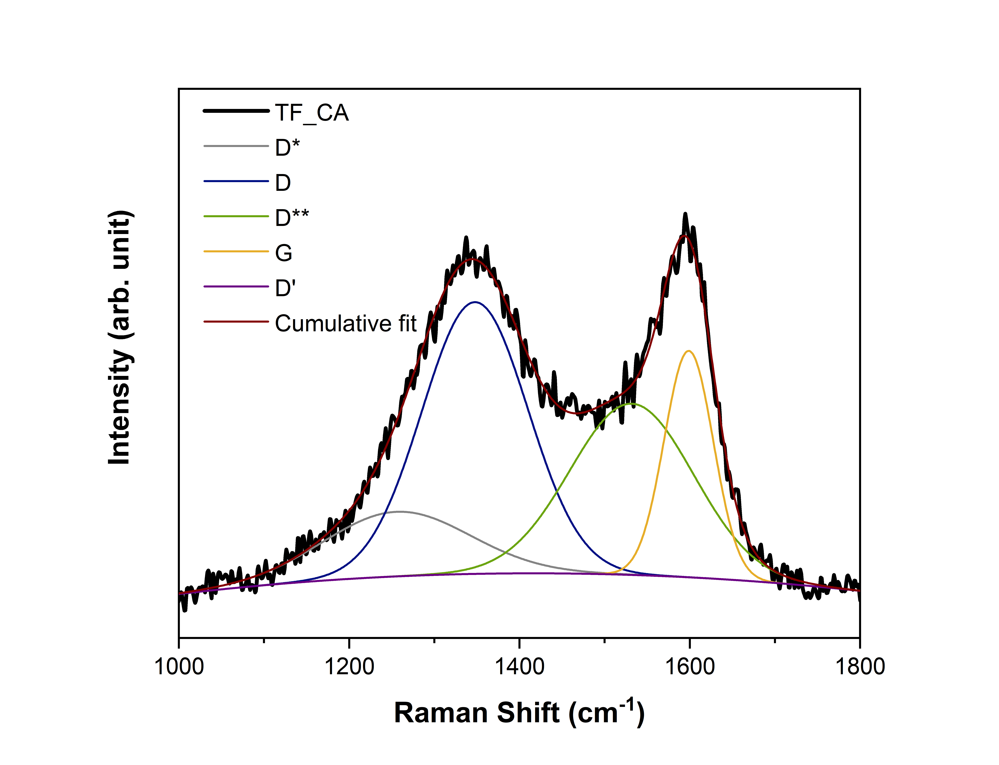 TF_CA
D*
D
D**
G
D'
Cumulative fit
Intensity (arb. unit)
1000 1200 1400 1600 1800
Raman Shift (cm⁻¹)